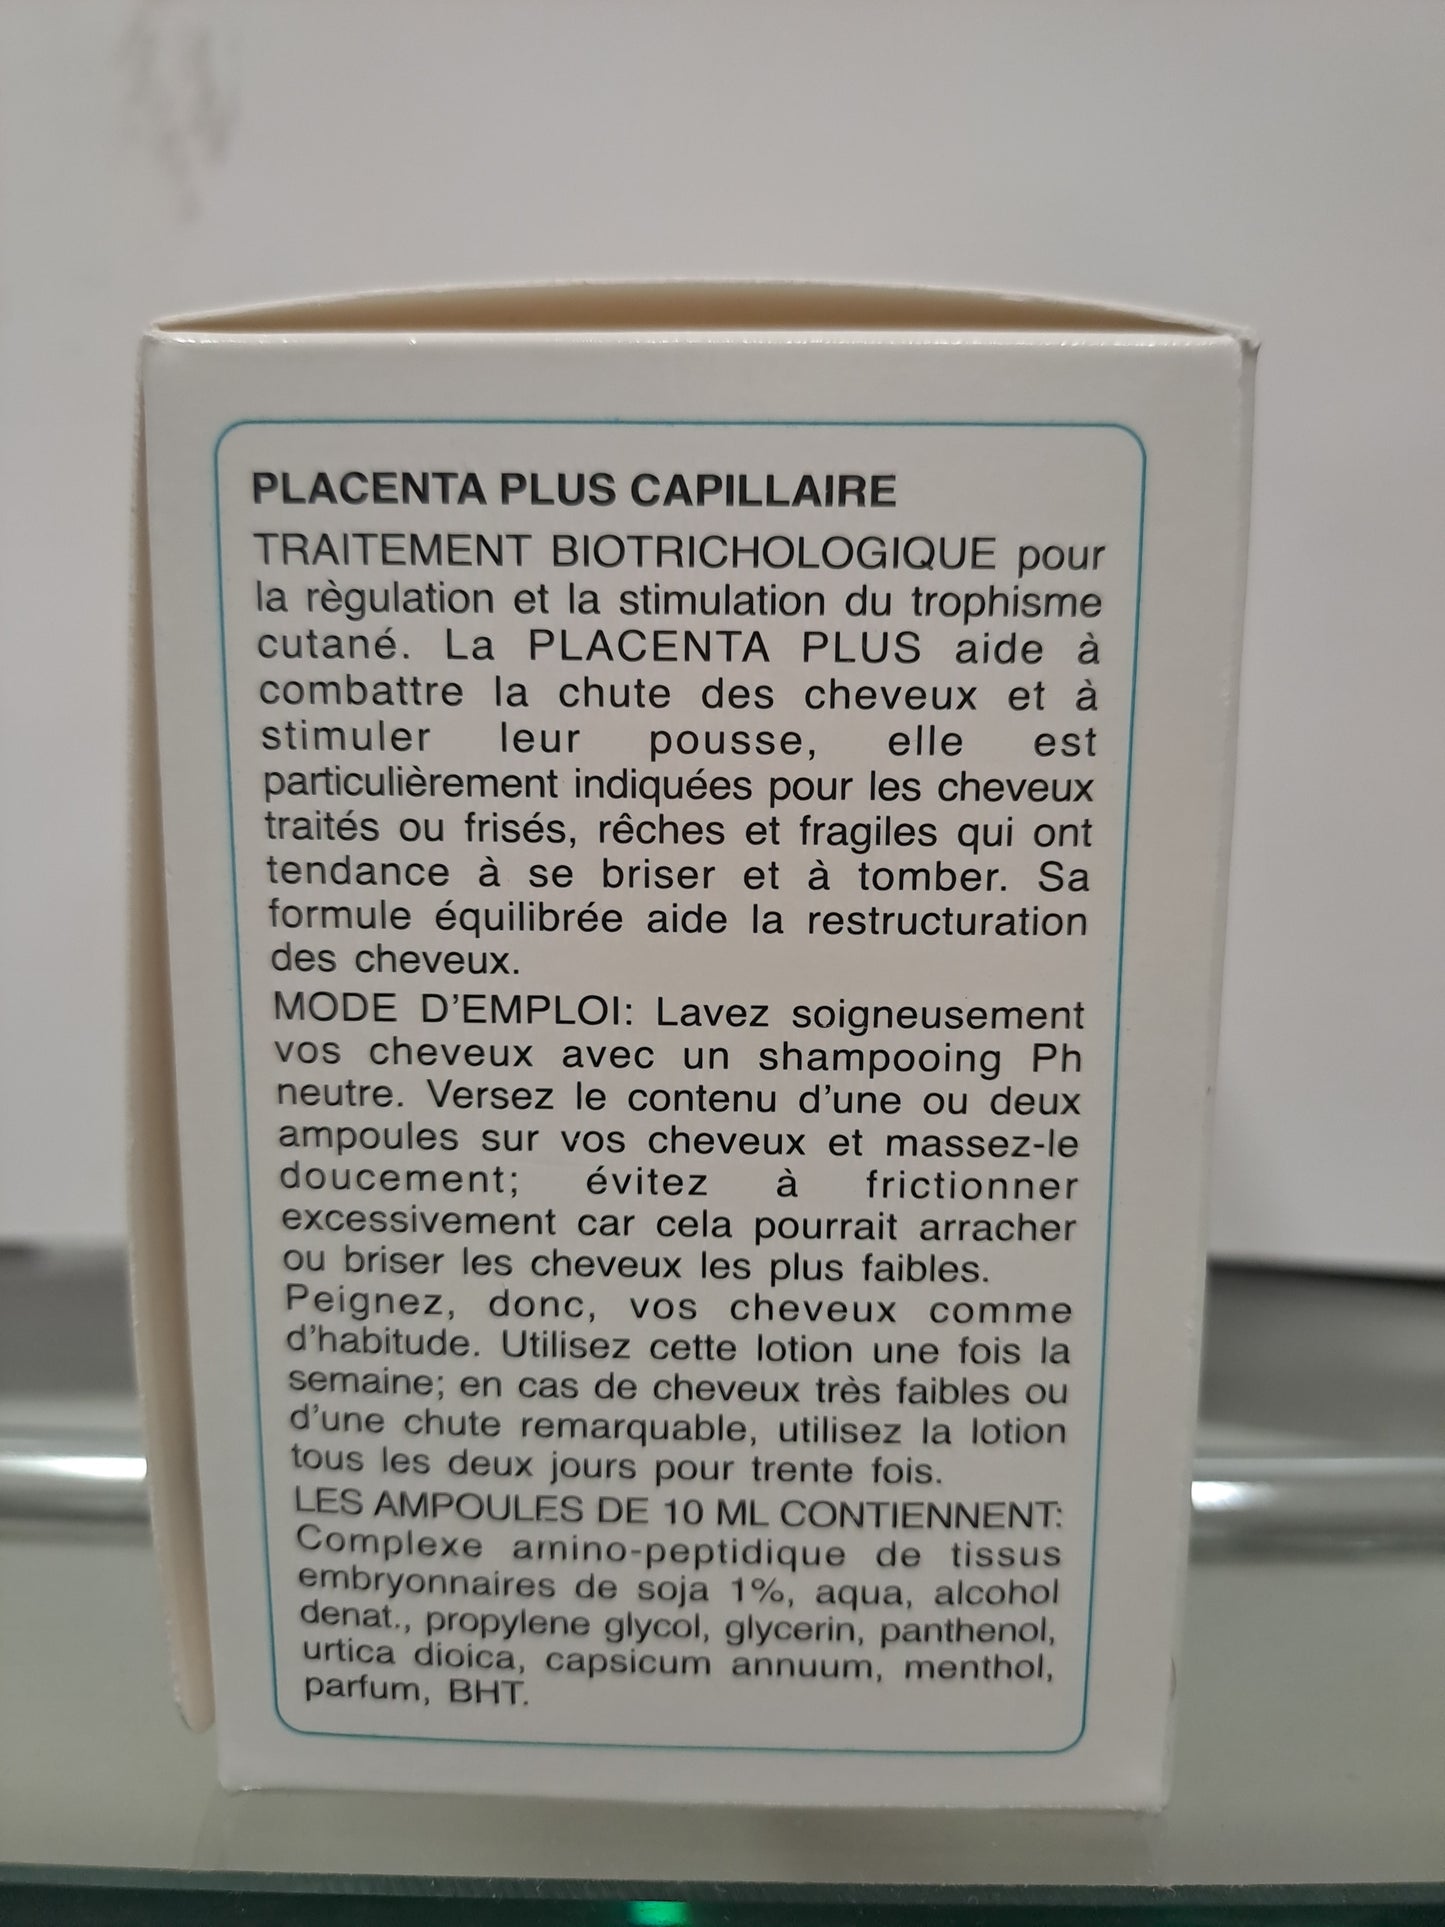 PLACENTA PLUS CAPILLAIRE
TRAITEMENT BIOTRICHOLOGIQUE pour
la règulation et la stimulation du trophisme
cutané. La PLACENTA PLUS aide à
combattre la chute des cheveux et à
stimuler leur pousse, elle est
particulièrement indiquées pour les cheveux
traités ou frisés, rêches et fragiles qui ont
tendance à se briser et à tomber. Sa
formule équilibrée aide la restructuration
des cheveux.
MODE D'EMPLOI: Lavez soigneusement
vos cheveux avec un shampooing Ph
neutre. Versez le contenu d'une ou deux
ampoules sur vos cheveux et massez-le
doucement; évitez à frictionner
excessivement car cela pourrait arracher
ou briser les cheveux les plus faibles.
Peignez, donc, vos cheveux comme
d'habitude. Utilisez cette lotion une fois la
semaine; en cas de cheveux très faibles ou
d'une chute remarquable, utilisez la lotion
tous les deux jours pour trente fois.
LES AMPOULES DE 10 ML CONTIENNENT:
Complexe amino-peptidique de tissus
embryonnaires de soja 1%, aqua, alcohol
denat., propylene glycol, glycerin, panthenol,
urtica dioica, capsicum annuum, menthol,
parfum, BHT.